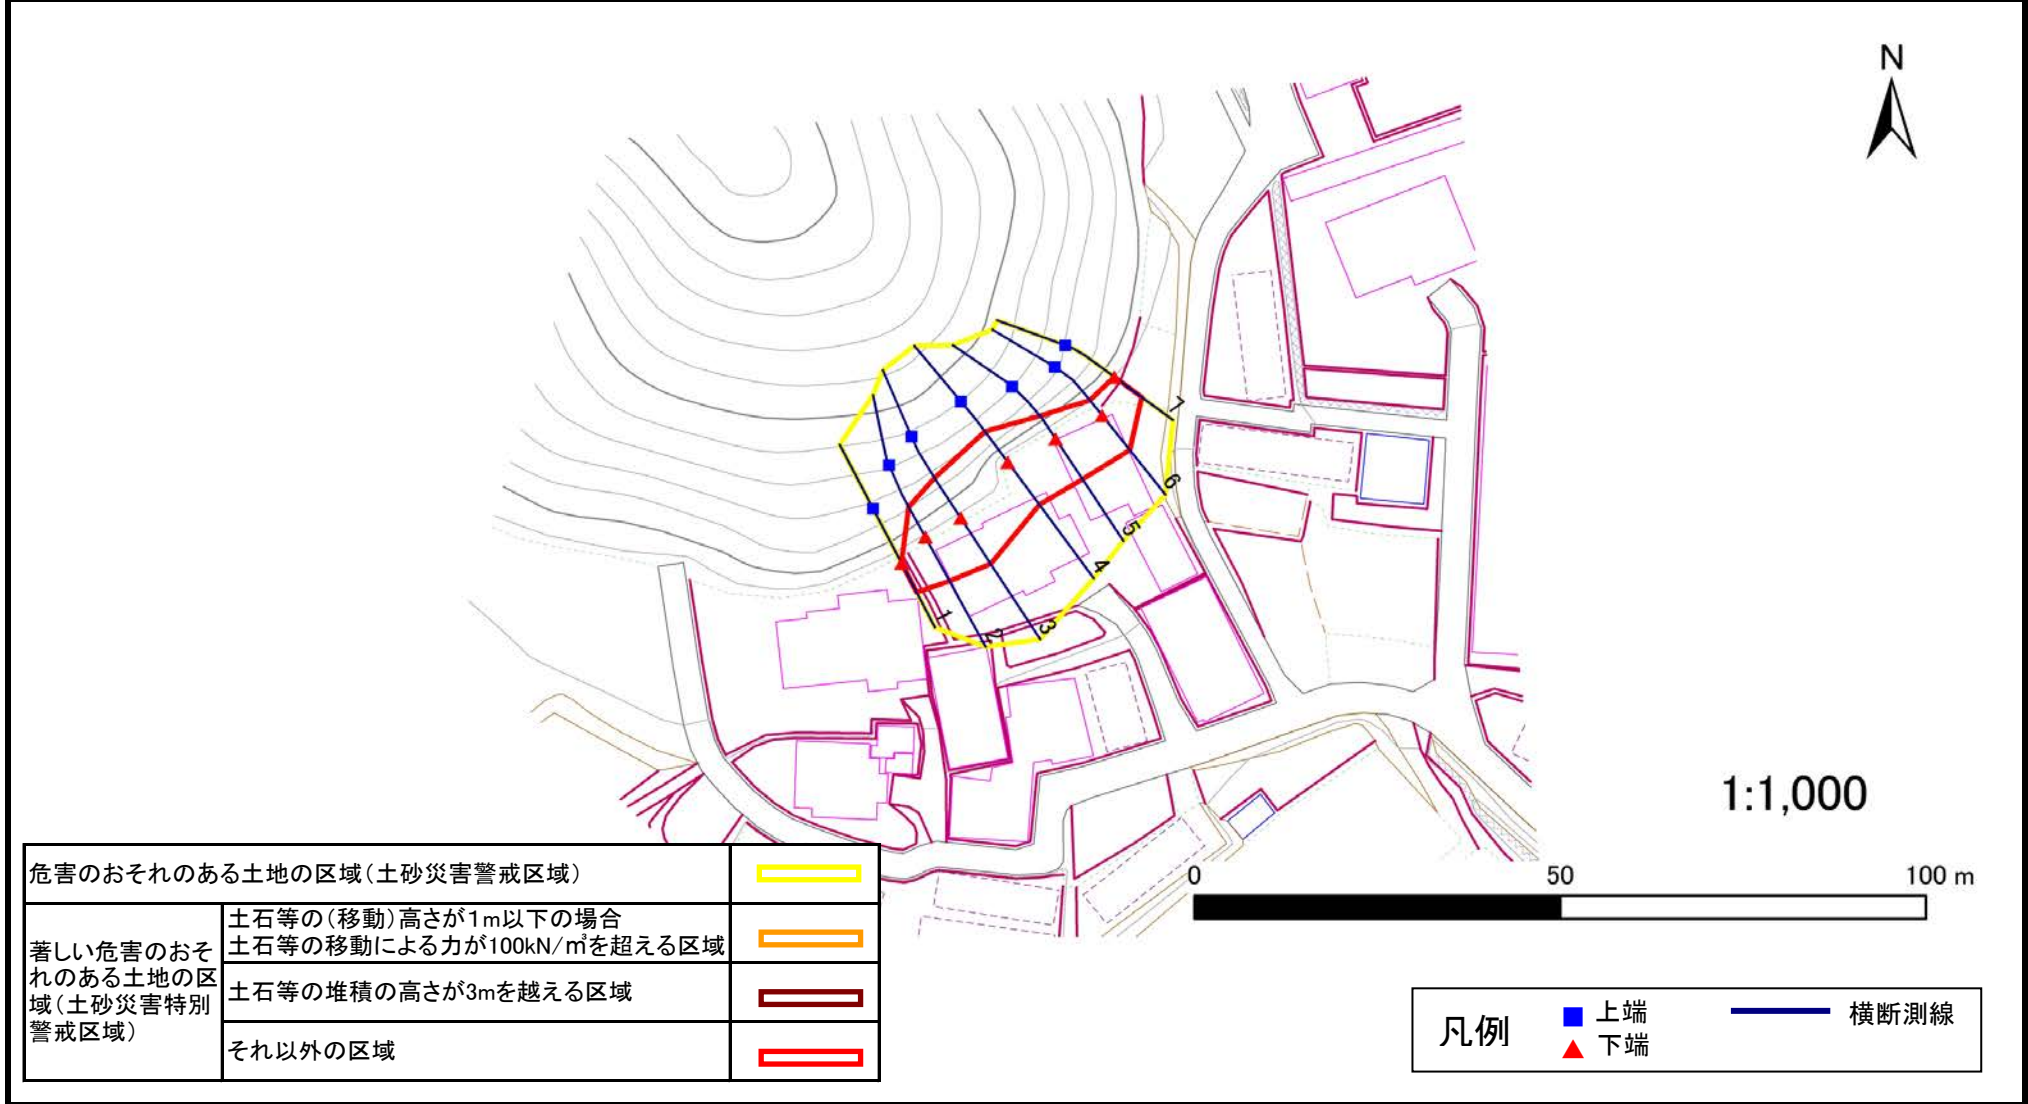 N
7
6
5
4
3
2
1
1:1,000
0 50 100 m
危害のおそれのある土地の区域(土砂災害警戒区域)
著しい危害のおそ
れのある土地の区
域(土砂災害特別
警戒区域)
土石等の(移動)高さが1m以下の場合
土石等の移動による力が100kN/㎡を超える区域
土石等の堆積の高さが3mを越える区域
それ以外の区域
凡例
上端
下端
横断測線